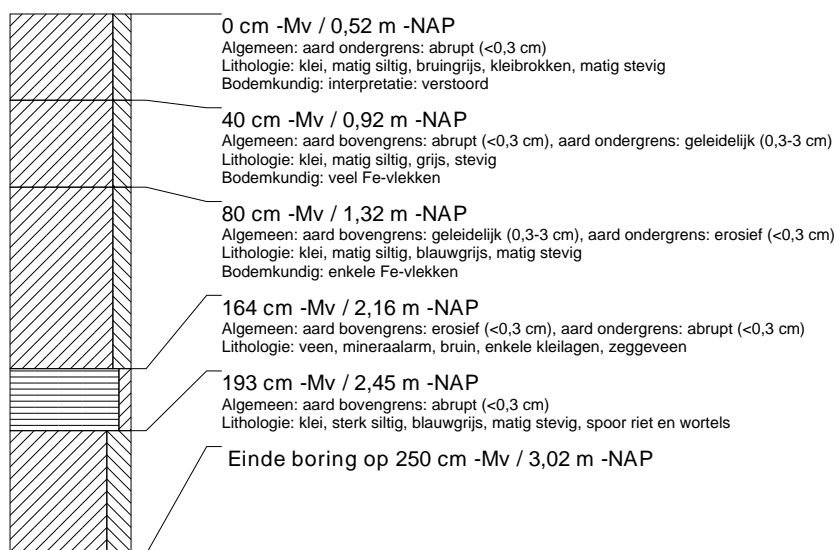 0 cm -Mv / 0,52 m -NAP
Algemeen: aard ondergrens: abrupt (<0,3 cm)
Lithologie: klei, matig siltig, bruingrijs, kleibrokken, matig stevig
Bodemkundig: interpretatie: verstoord
40 cm -Mv / 0,92 m -NAP
Algemeen: aard bovengrens: abrupt (<0,3 cm), aard ondergrens: geleidelijk (0,3-3 cm)
Lithologie: klei, matig siltig, grijs, stevig
Bodemkundig: veel Fe-vlekken
80 cm -Mv / 1,32 m -NAP
Algemeen: aard bovengrens: geleidelijk (0,3-3 cm), aard ondergrens: erosief (<0,3 cm)
Lithologie: klei, matig siltig, blauwgrijs, matig stevig
Bodemkundig: enkele Fe-vlekken
164 cm -Mv / 2,16 m -NAP
Algemeen: aard bovengrens: erosief (<0,3 cm), aard ondergrens: abrupt (<0,3 cm)
Lithologie: veen, mineraalarm, bruin, enkele kleilagen, zeggeveen
193 cm -Mv / 2,45 m -NAP
Algemeen: aard bovengrens: abrupt (<0,3 cm)
Lithologie: klei, sterk siltig, blauwgrijs, matig stevig, spoor riet en wortels
Einde boring op 250 cm -Mv / 3,02 m -NAP